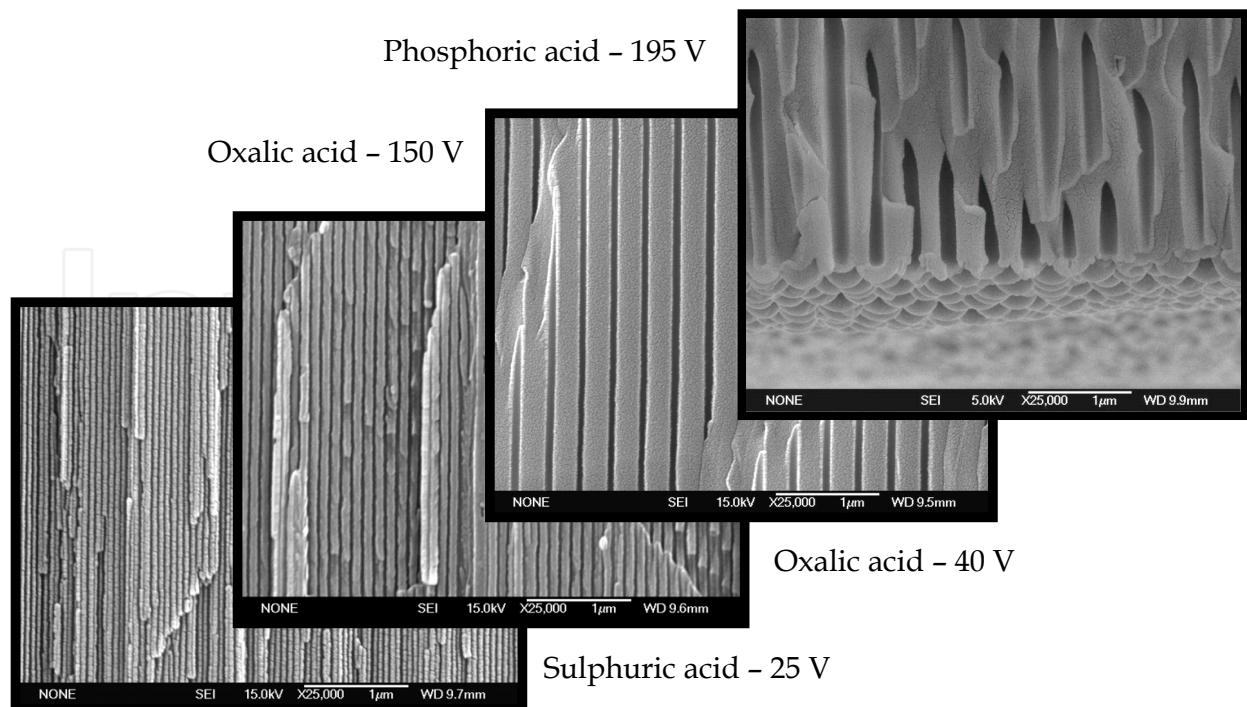 Phosphoric acid – 195 V
Oxalic acid – 150 V
NONE SEI 5.0kV X25,000 1µm WD 9.9mm
NONE SEI 15.0kV X25,000 1µm WD 9.5mm
Oxalic acid – 40 V
NONE SEI 15.0kV X25,000 1µm WD 9.6mm
Sulphuric acid – 25 V
NONE SEI 15.0kV X25,000 1µm WD 9.7mm